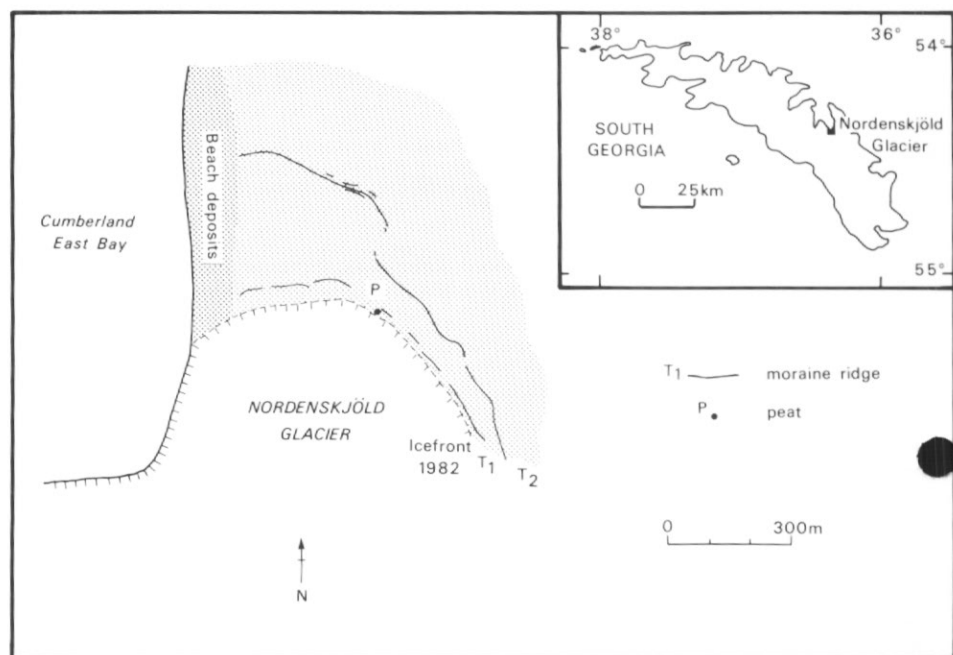 38°
36°
54°
Nordenskjöld
Glacier
SOUTH
GEORGIA
0 25km
55°
Beach deposits
Cumberland
East Bay
P
NORDENSKJÖLD
GLACIER
Icefront
1982
T1
T2
T1 moraine ridge
P peat
0 300m
N